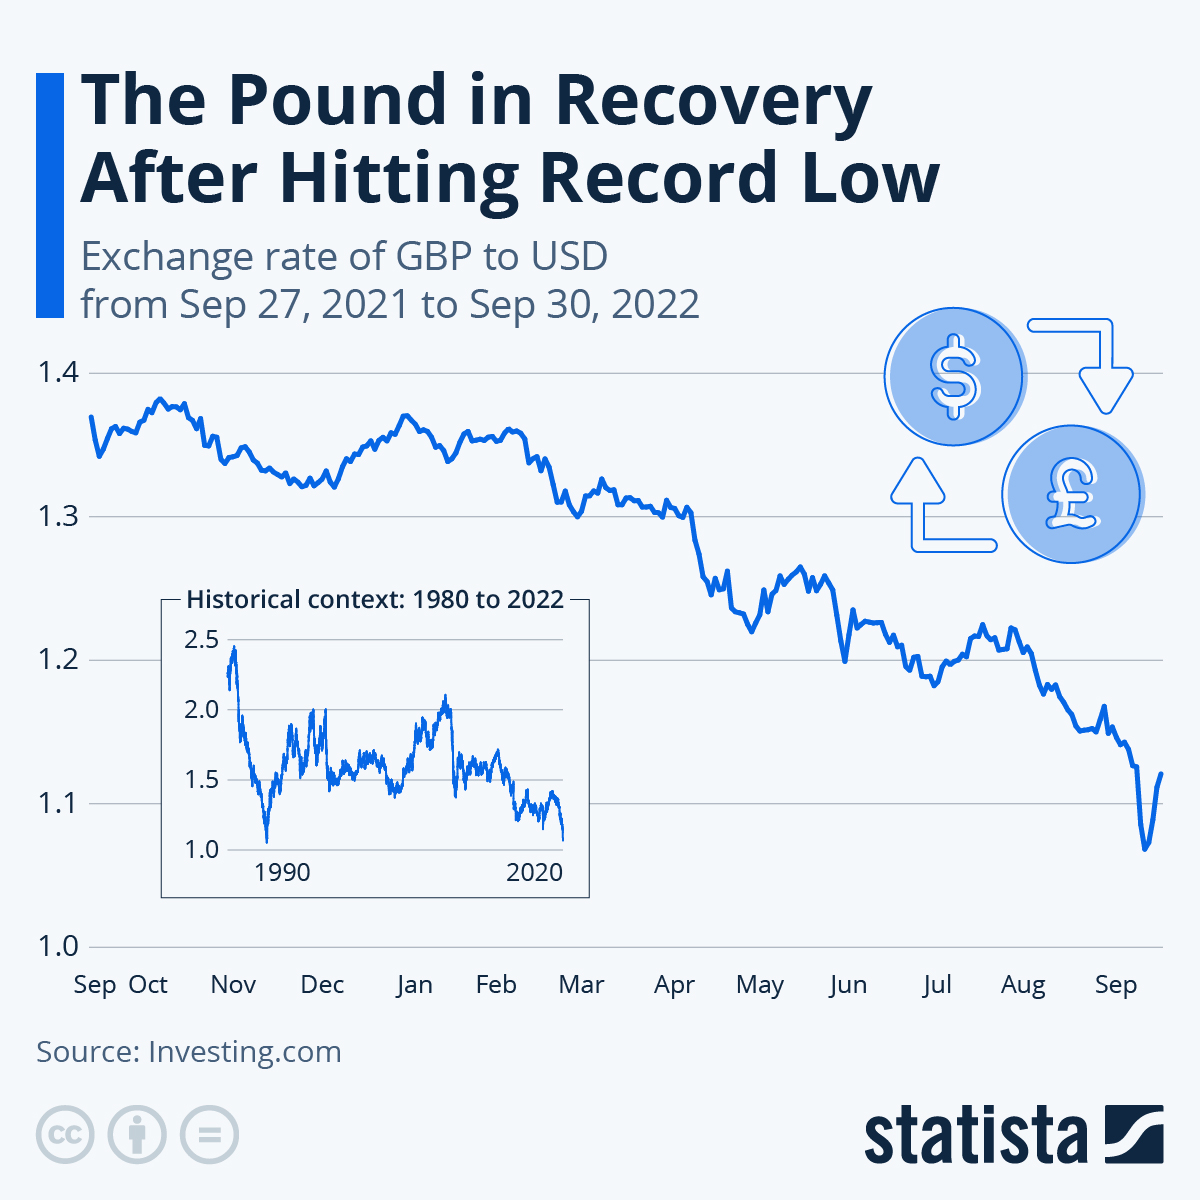 The Pound in Recovery
After Hitting Record Low
Exchange rate of GBP to USD
from Sep 27, 2021 to Sep 30, 2022
$
£
1.4
1.3
1.2
1.1
1.0
Historical context: 1980 to 2022
2.5
2.0
1.5
1.0
1990 2020
Sep Oct Nov Dec Jan Feb Mar Apr May Jun Jul Aug Sep
Source: Investing.com
cc
statista